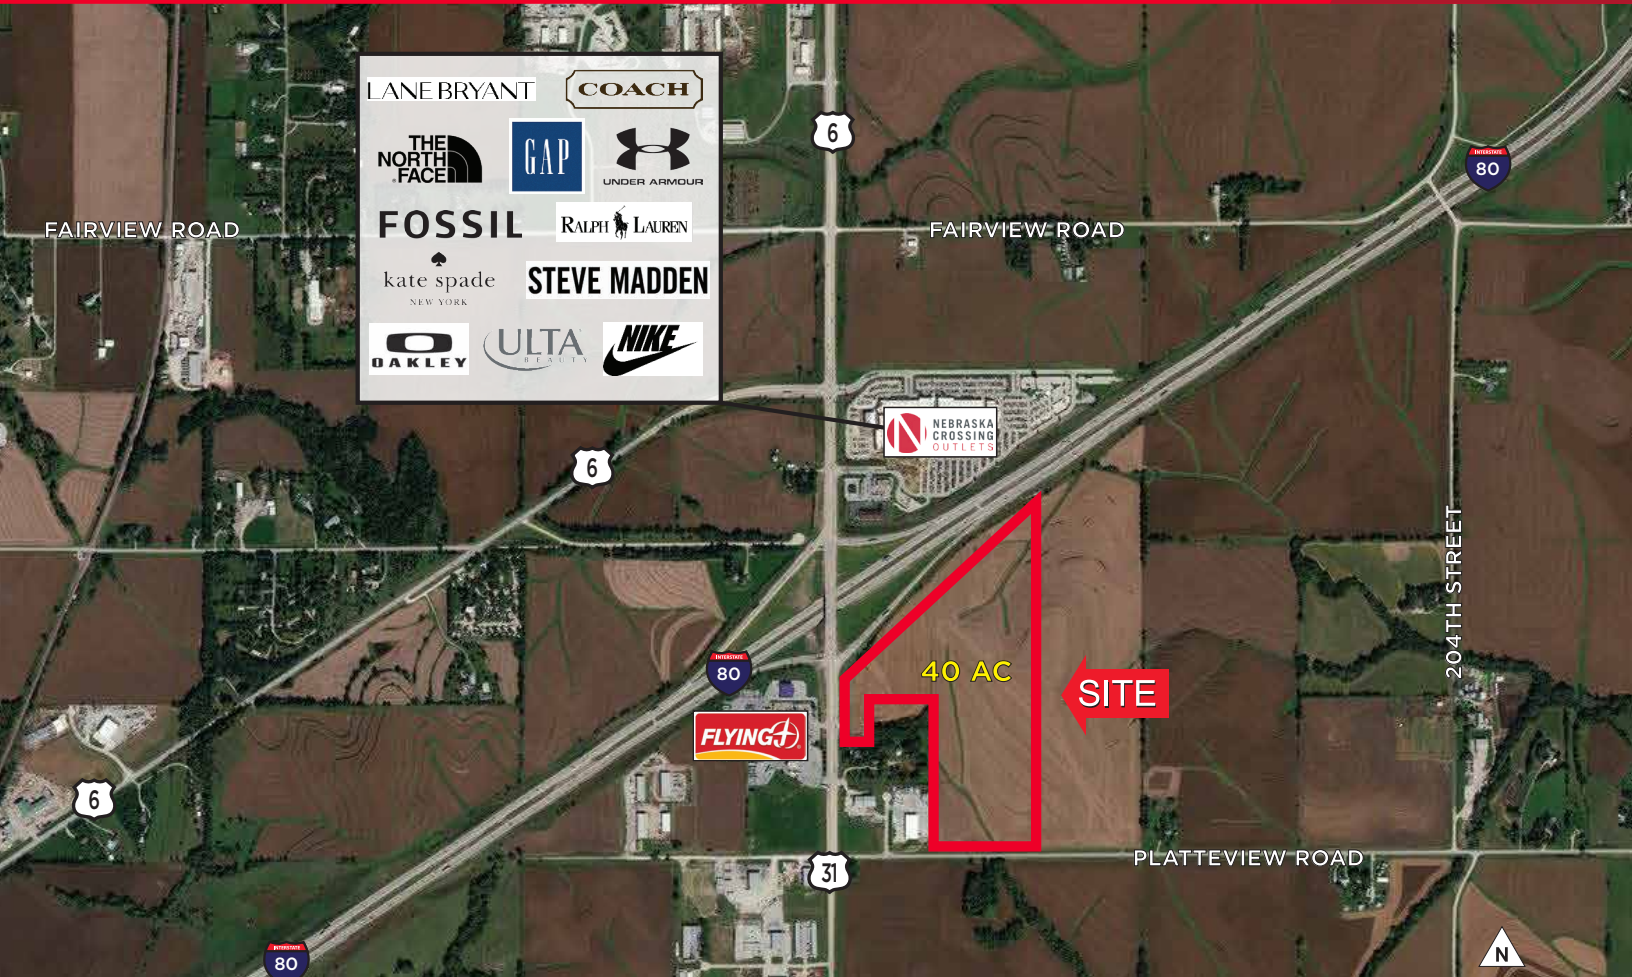 LANE BRYANT
COACH
THE
NORTH
FACE
GAP
UNDER ARMOUR
FOSSIL
RALPH LAUREN
kate spade
NEW YORK
STEVE MADDEN
OAKLEY
ULTA
BEAUTY
NIKE
6
INTERSTATE
80
FAIRVIEW ROAD
FAIRVIEW ROAD
NEBRASKA
CROSSING
OUTLETS
6
204TH STREET
INTERSTATE
80
40 AC
SITE
FLYING J
6
31
PLATTEVIEW ROAD
INTERSTATE
80
N